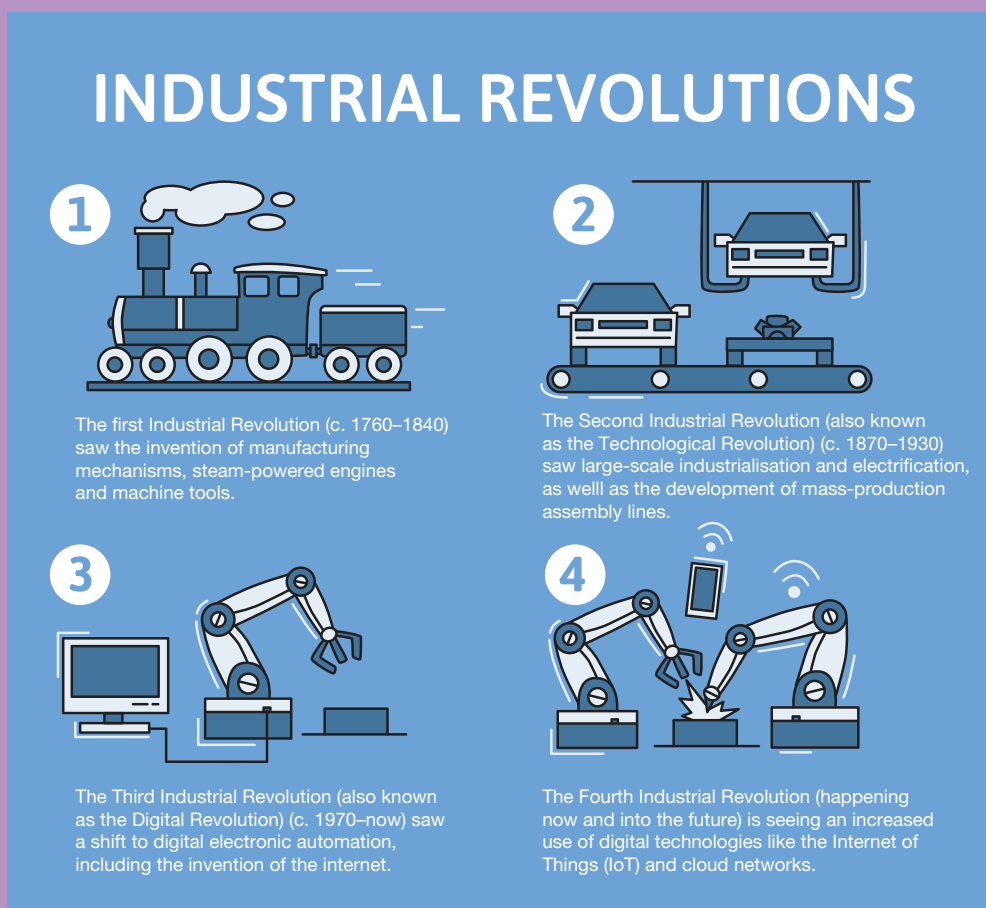 INDUSTRIAL REVOLUTIONS
1
The first Industrial Revolution (c. 1760–1840)
saw the invention of manufacturing
mechanisms, steam-powered engines
and machine tools.
2
The Second Industrial Revolution (also known
as the Technological Revolution) (c. 1870–1930)
saw large-scale industrialisation and electrification,
as welll as the development of mass-production
assembly lines.
3
The Third Industrial Revolution (also known
as the Digital Revolution) (c. 1970–now) saw
a shift to digital electronic automation,
including the invention of the internet.
4
The Fourth Industrial Revolution (happening
now and into the future) is seeing an increased
use of digital technologies like the Internet of
Things (IoT) and cloud networks.